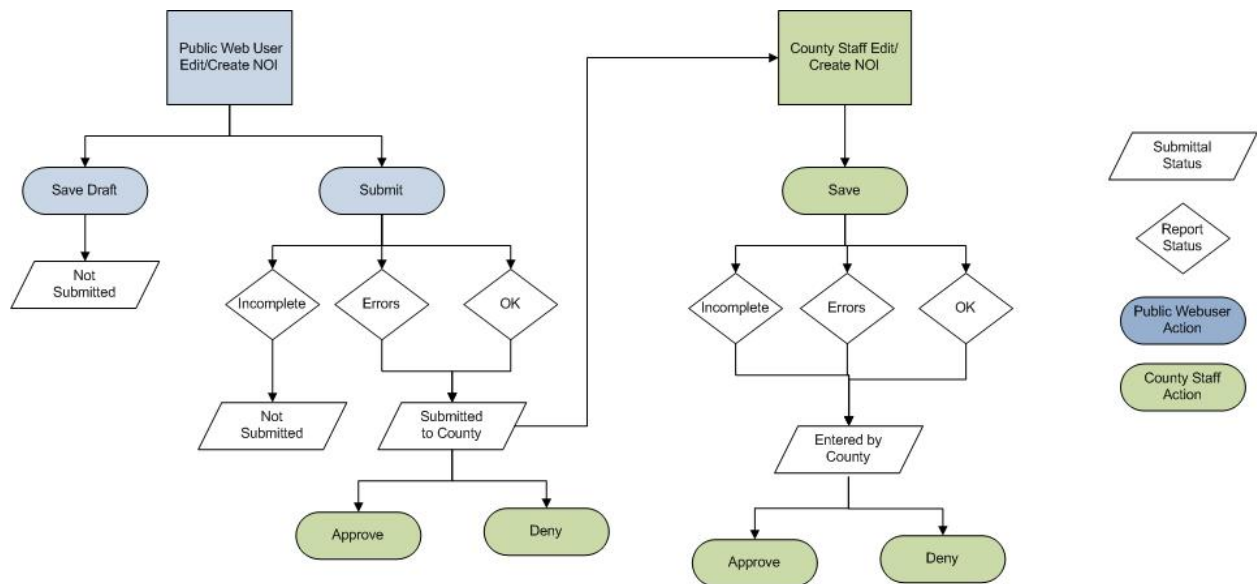 Public Web User
Edit/Create NOI
County Staff Edit/
Create NOI
Save Draft
Submit
Save
Not
Submitted
Incomplete
Errors
OK
Incomplete
Errors
OK
Not
Submitted
Submitted
to County
Entered by
County
Approve
Deny
Approve
Deny
Submittal
Status
Report
Status
Public Webuser
Action
County Staff
Action